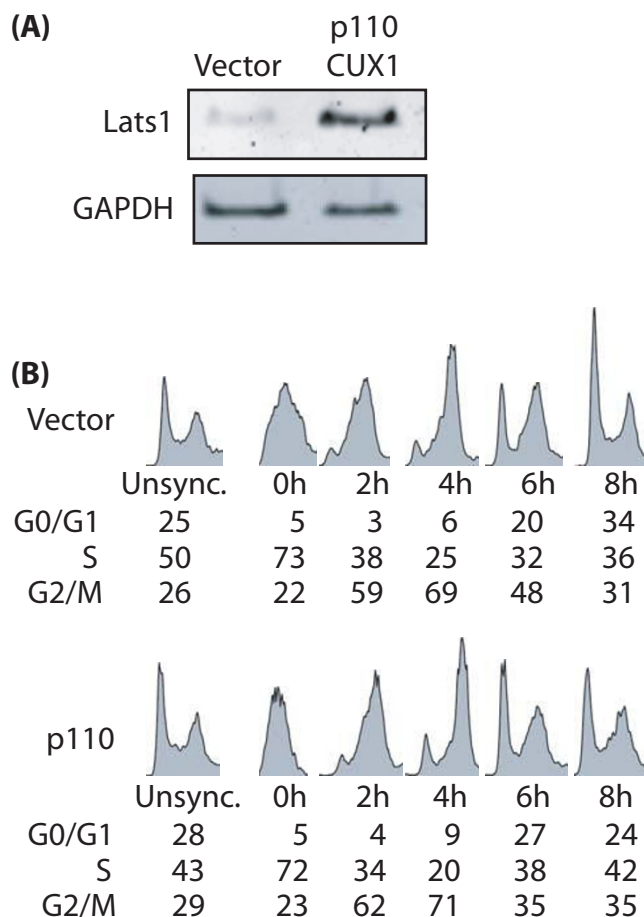 (A)
Vector
p110
CUX1
Lats1
GAPDH
(B)
Vector
Unsync. 0h 2h 4h 6h 8h
G0/G1 25 5 3 6 20 34
S 50 73 38 25 32 36
G2/M 26 22 59 69 48 31
p110
Unsync. 0h 2h 4h 6h 8h
G0/G1 28 5 4 9 27 24
S 43 72 34 20 38 42
G2/M 29 23 62 71 35 35